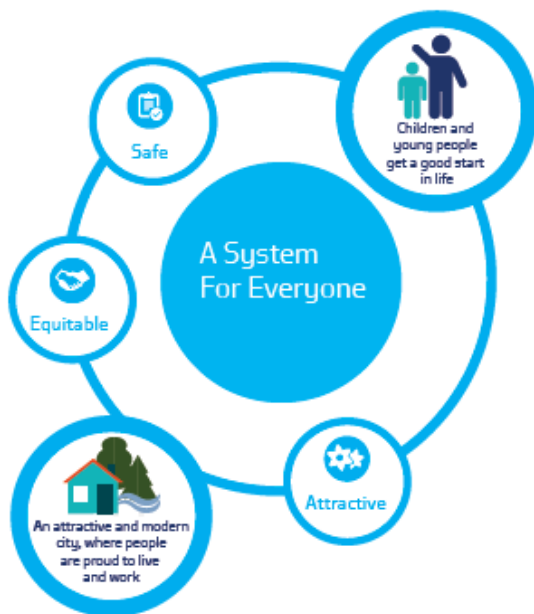 Children and
young people
get a good start
in life
Safe
A System
For Everyone
Equitable
Attractive
An attractive and modern
city, where people
are proud to live
and work